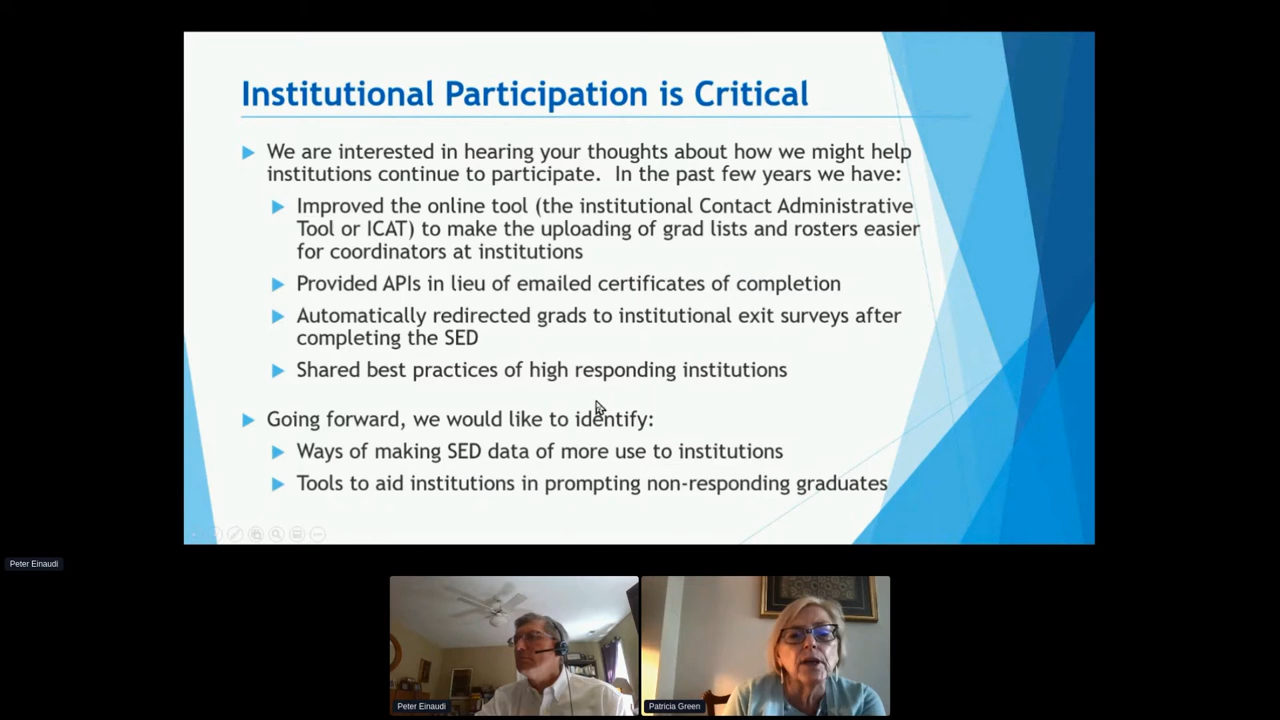 Institutional Participation is Critical
We are interested in hearing your thoughts about how we might help
institutions continue to participate.  In the past few years we have:
Improved the online tool (the institutional Contact Administrative
Tool or ICAT) to make the uploading of grad lists and rosters easier
for coordinators at institutions
Provided APIs in lieu of emailed certificates of completion
Automatically redirected grads to institutional exit surveys after
completing the SED
Shared best practices of high responding institutions
Going forward, we would like to identify:
Ways of making SED data of more use to institutions
Tools to aid institutions in prompting non-responding graduates
Peter Einaudi
Peter Einaudi
Patricia Green